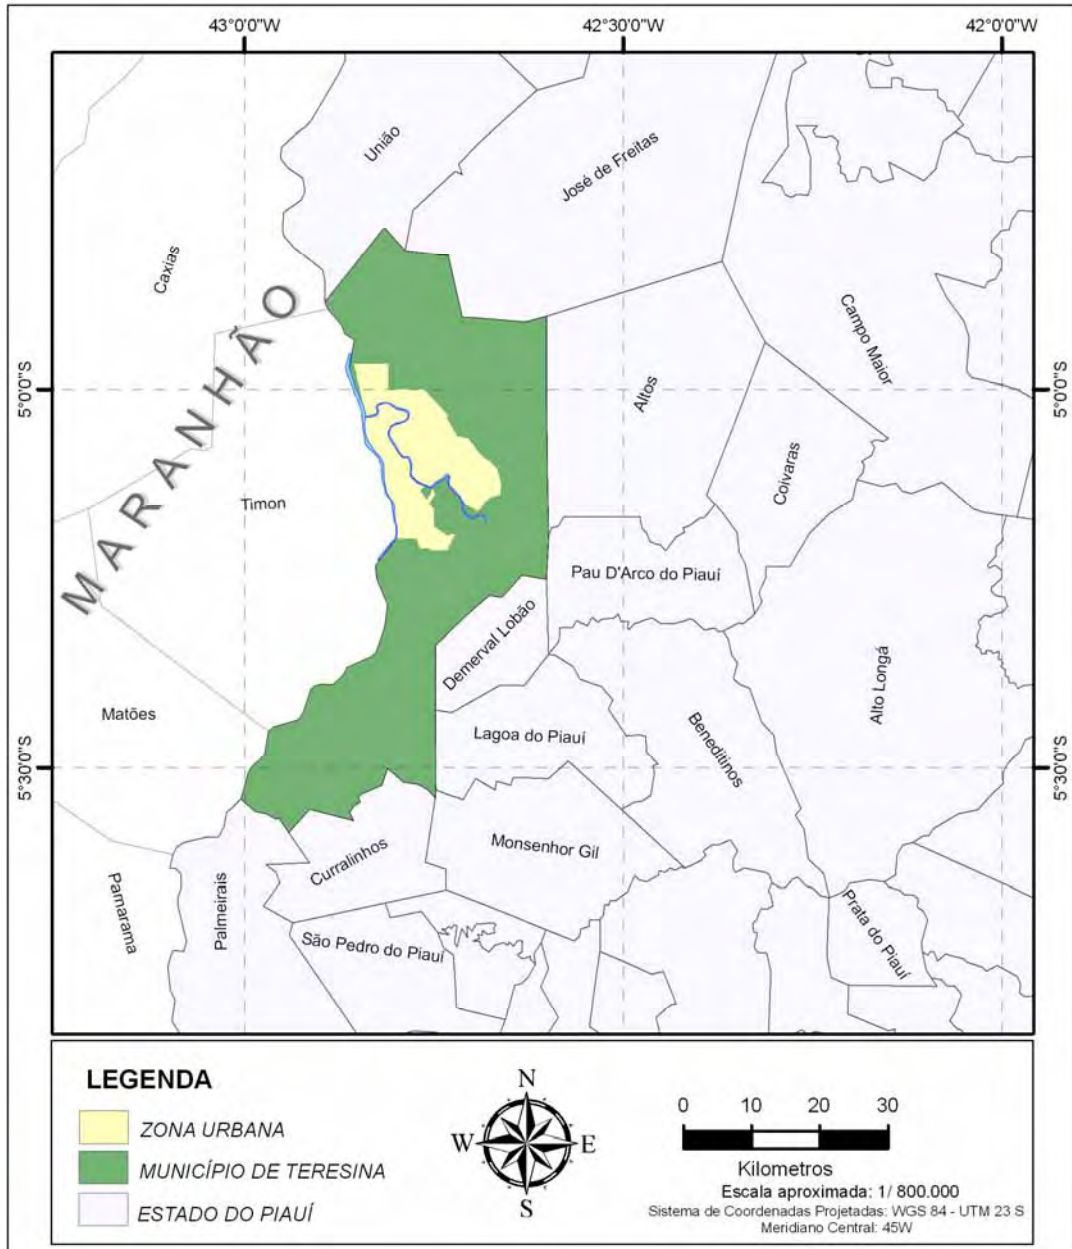 43°0'0"W
42°30'0"W
42°0'0"W
União
José de Freitas
Caxias
MARANHÃO
Campo Maior
5°0'0"S
5°0'0"S
Altos
Coivaras
Timon
Pau D'Arco do Piauí
Demerval Lobão
Alto Longá
Matões
Lagoa do Piauí
Beneditinos
5°30'0"S
5°30'0"S
Monsenhor Gil
Curralinhos
Parnarama
Palmeirais
São Pedro do Piauí
Prata do Piauí
LEGENDA
ZONA URBANA
MUNICÍPIO DE TERESINA
ESTADO DO PIAUÍ
N
W E
S
0 10 20 30
Kilometros
Escala aproximada: 1/ 800.000
Sistema de Coordenadas Projetadas: WGS 84 - UTM 23 S
Meridiano Central: 45W